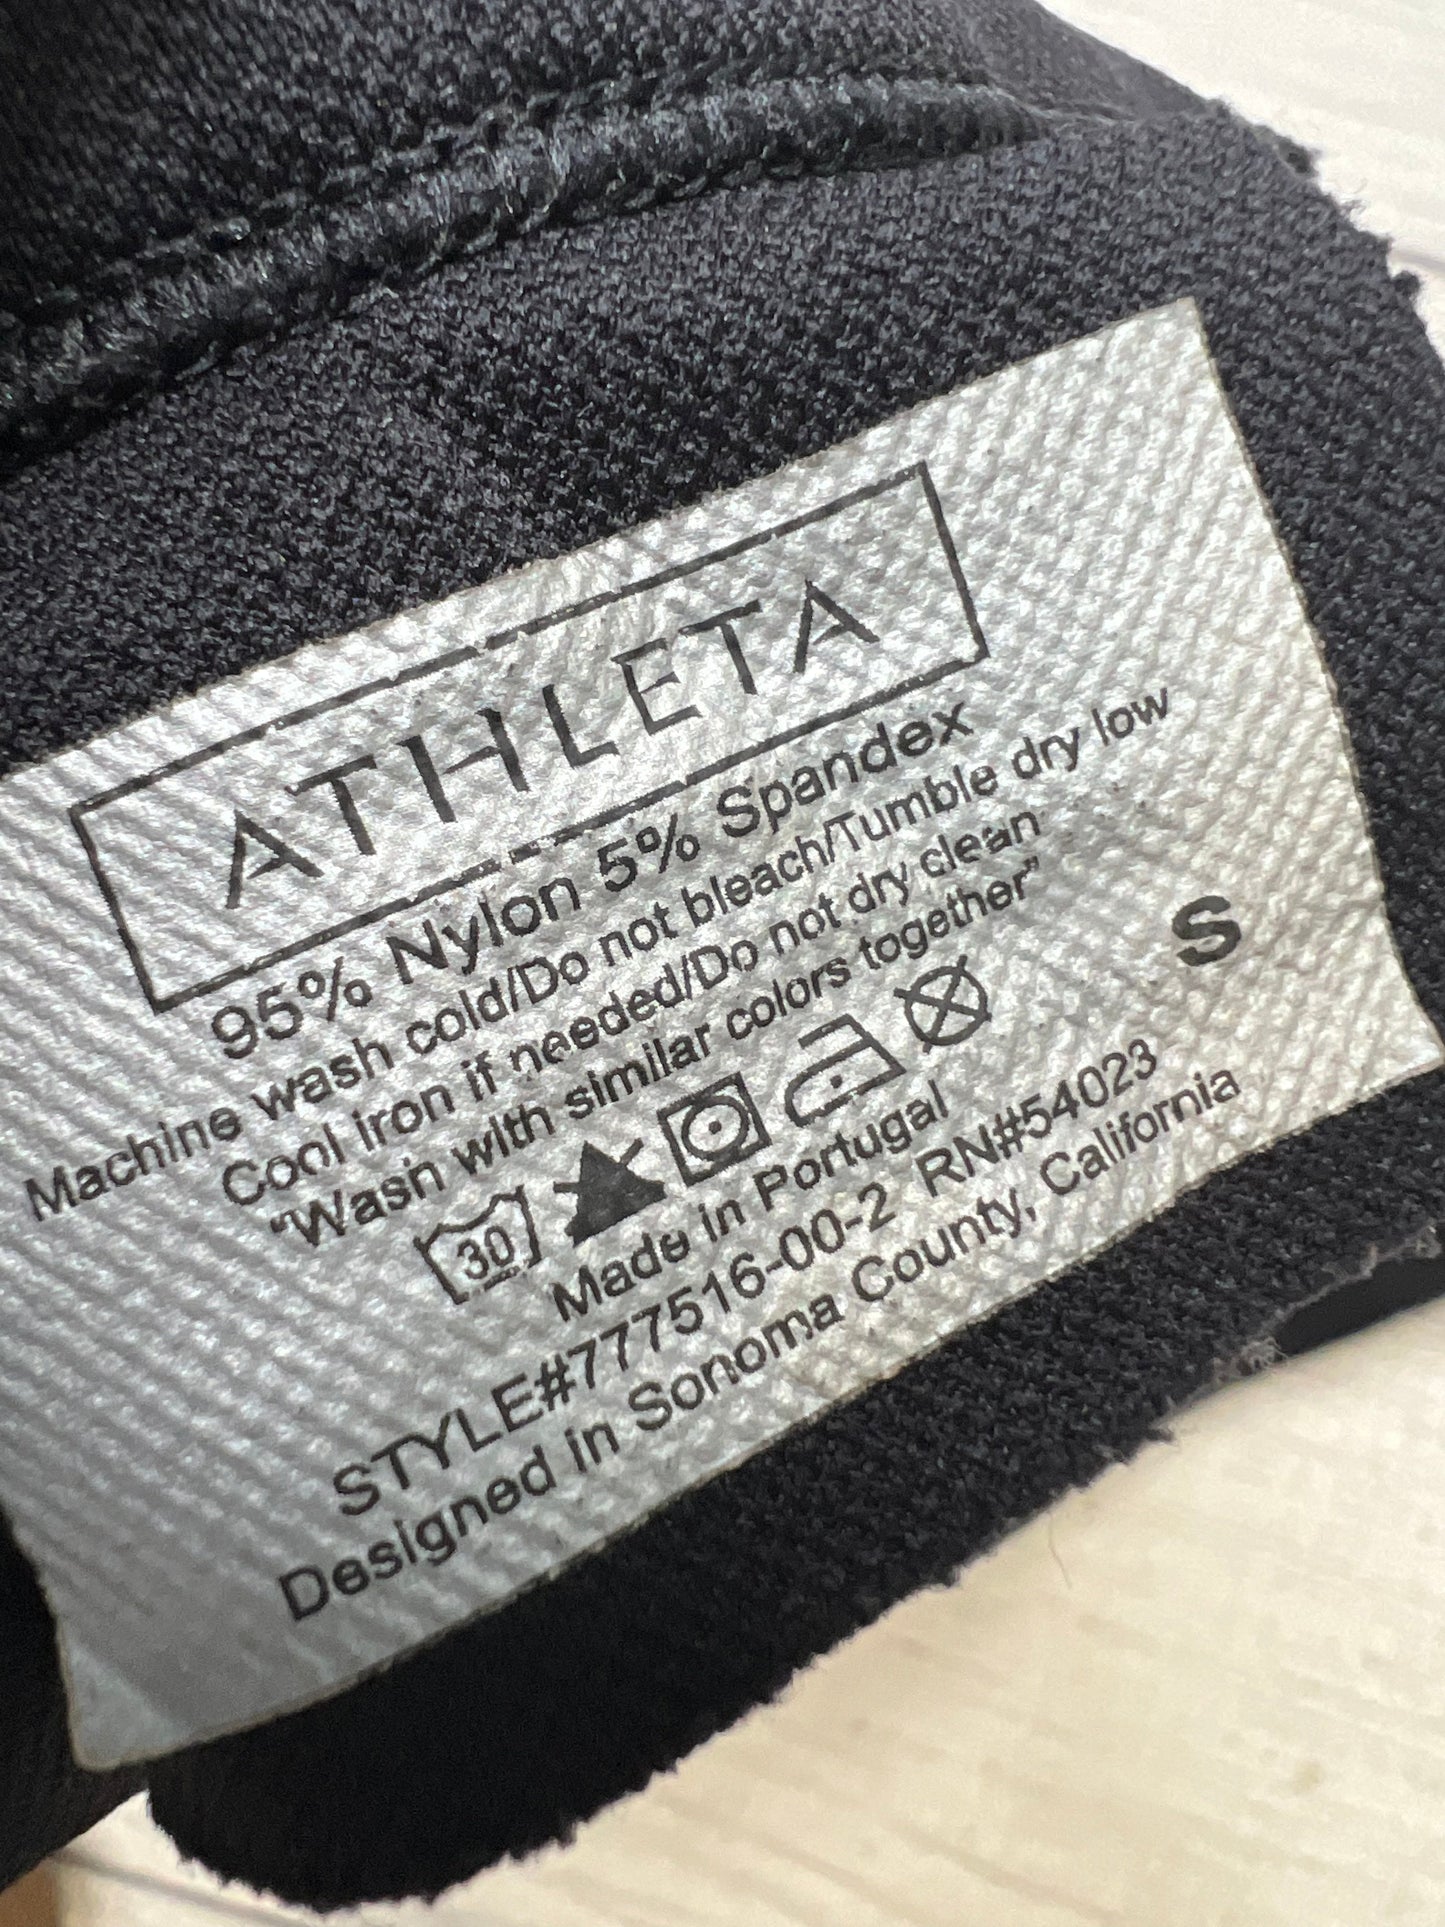 ATHLETA
95% Nylon 5% Spandex
Machine wash cold/Do not bleach/Tumble dry low
Cool iron if needed/Do not dry clean
"Wash with similar colors together"
S
30
Made in Portugal
STYLE#777516-00-2 RN#54023
Designed in Sonoma County, California